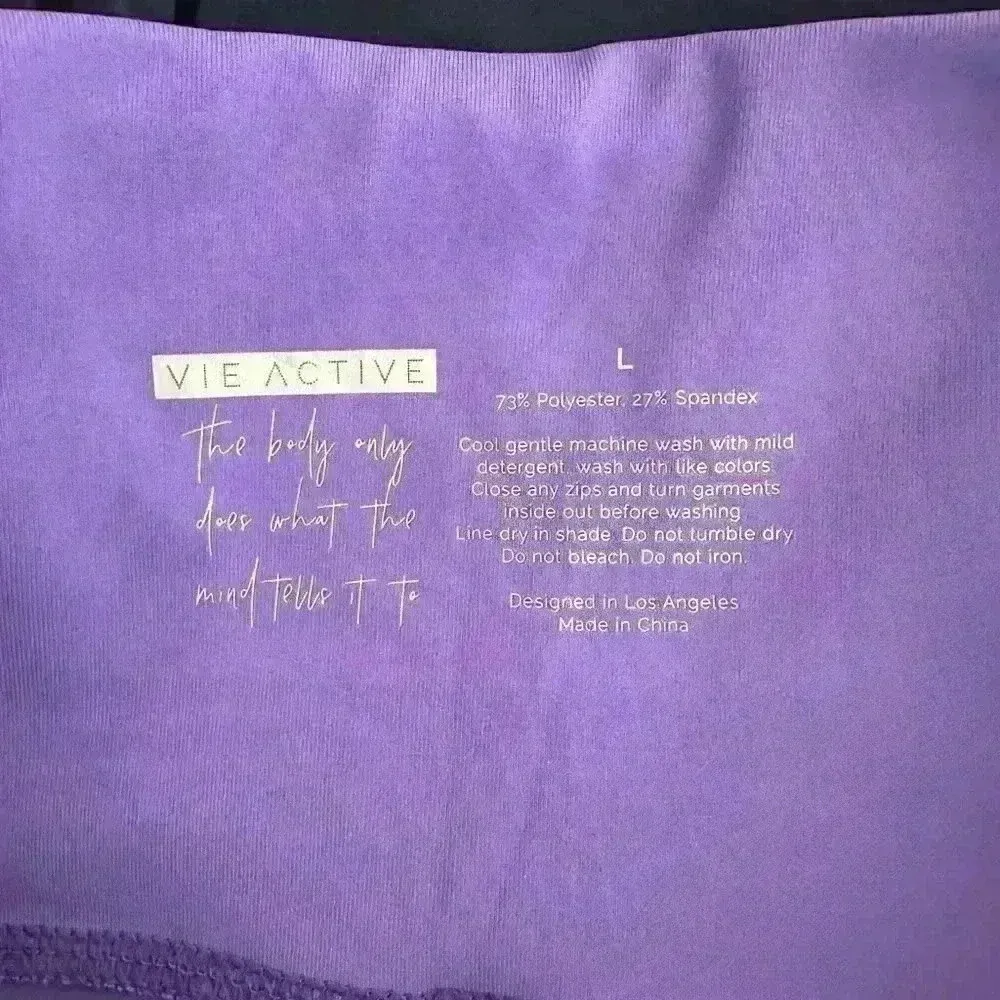 VIE ACTIVE
the body only
does what the
mind tells it to
L
73% Polyester, 27% Spandex
Cool gentle machine wash with mild
detergent, wash with like colors
Close any zips and turn garments
inside out before washing
Line dry in shade. Do not tumble dry
Do not bleach. Do not iron.
Designed in Los Angeles
Made in China